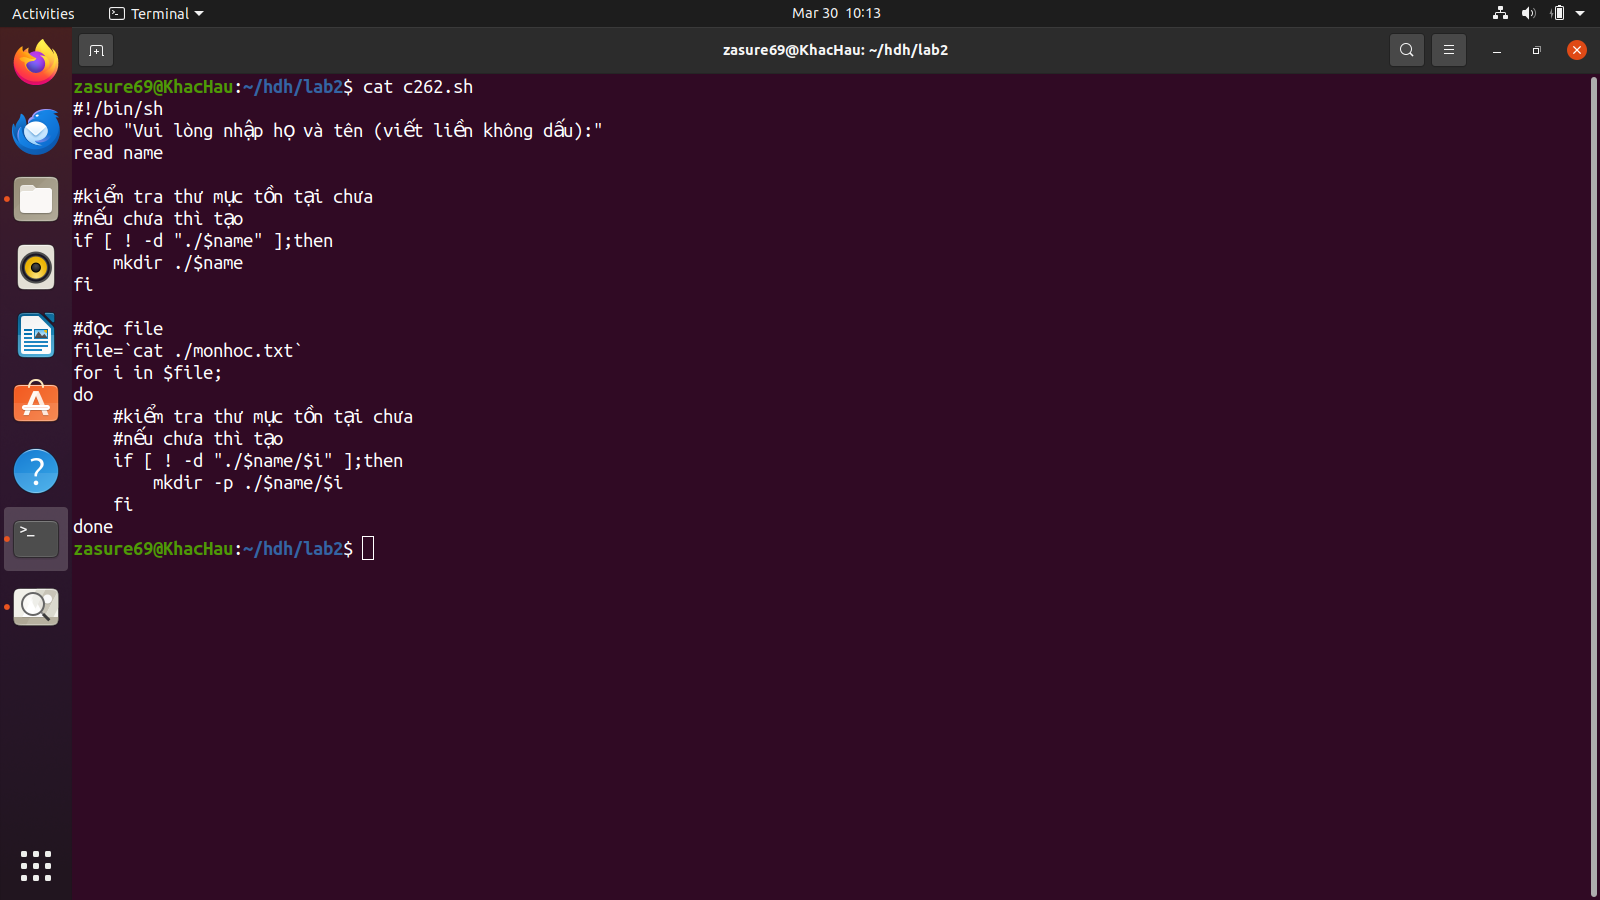 Activities
Terminal
Mar 30 10:13
zasure69@KhacHau: ~/hdh/lab2
zasure69@KhacHau:~/hdh/lab2$ cat c262.sh
#!/bin/sh
echo "Vui lòng nhập họ và tên (viết liền không dấu):"
read name

#kiểm tra thư mục tồn tại chưa
#nếu chưa thì tạo
if [ ! -d "./$name" ];then
    mkdir ./$name
fi

#đọc file
file=`cat ./monhoc.txt`
for i in $file;
do
    #kiểm tra thư mục tồn tại chưa
    #nếu chưa thì tạo
    if [ ! -d "./$name/$i" ];then
        mkdir -p ./$name/$i
    fi
done
zasure69@KhacHau:~/hdh/lab2$